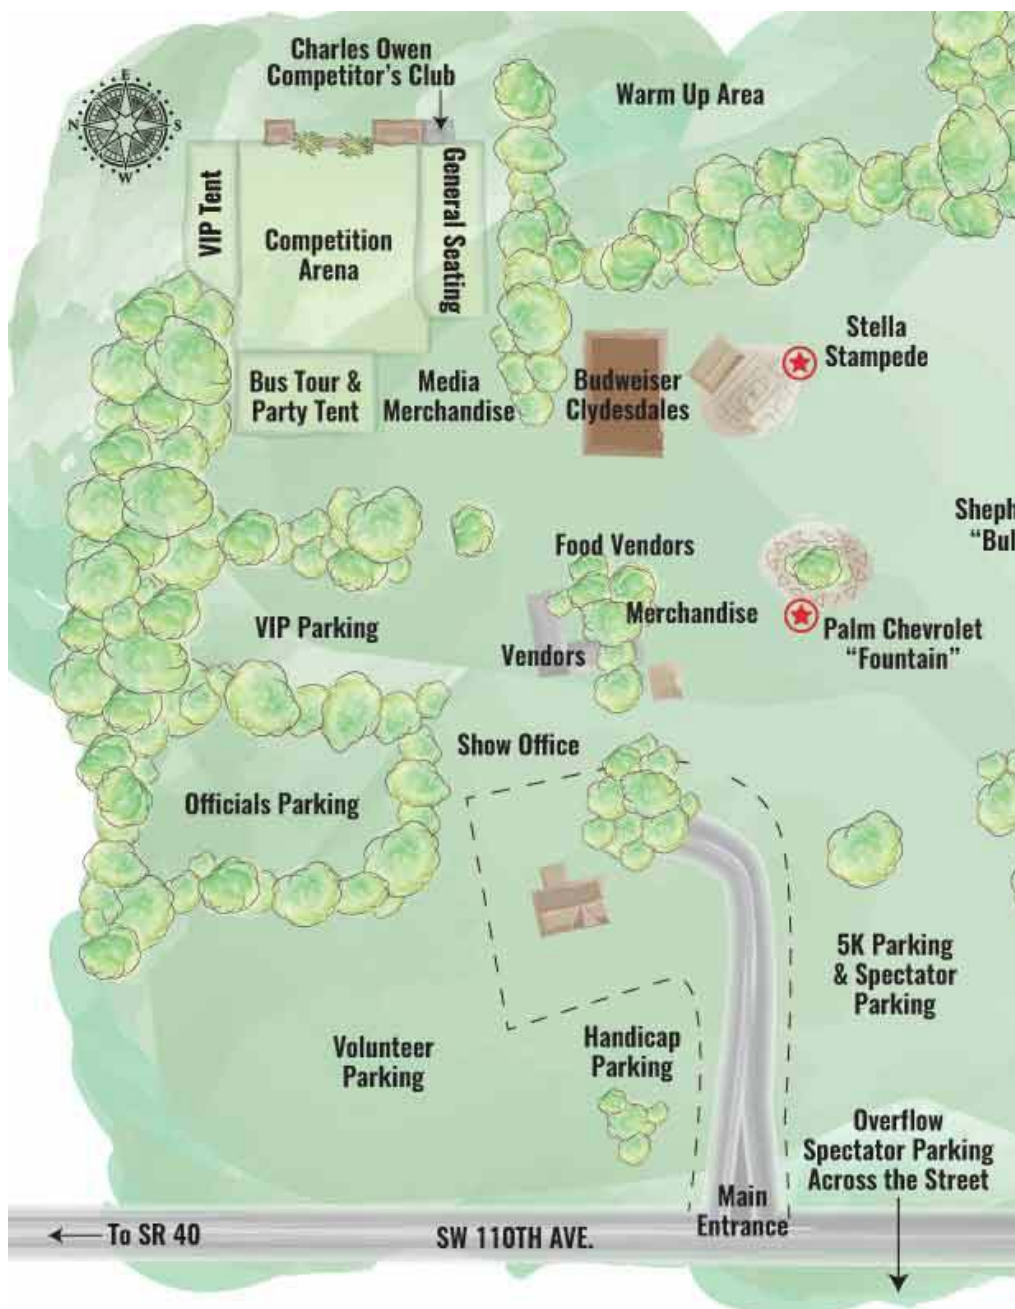 Charles Owen
Competitor's Club
Warm Up Area
E
N
S
W
VIP Tent
General Seating
Competition
Arena
Stella
Stampede
Bus Tour &
Party Tent
Media
Merchandise
Budweiser
Clydesdales
Sheph
“Bul
Food Vendors
Merchandise
VIP Parking
Vendors
Palm Chevrolet
“Fountain”
Show Office
Officials Parking
5K Parking
& Spectator
Parking
Volunteer
Parking
Handicap
Parking
Overflow
Spectator Parking
Across the Street
Main
Entrance
To SR 40
SW 110TH AVE.